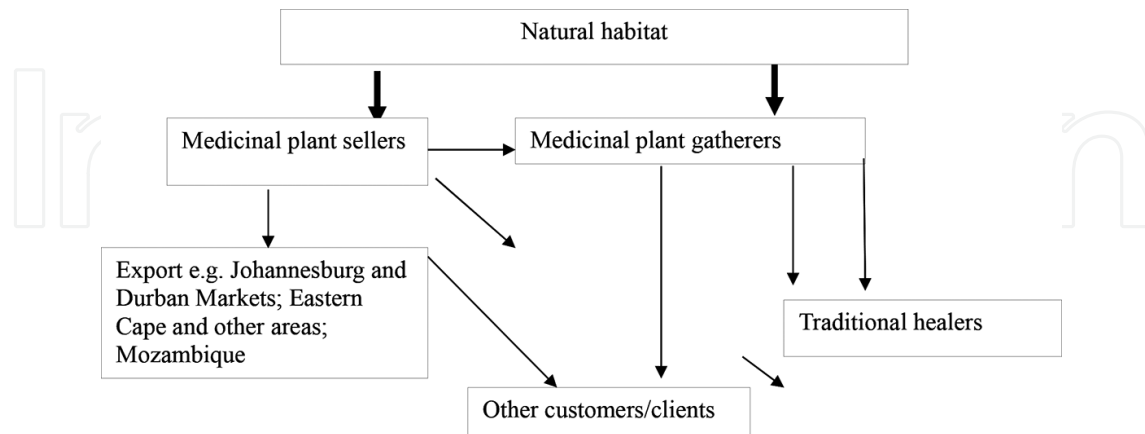 Natural habitat
Medicinal plant sellers
Medicinal plant gatherers
Export e.g. Johannesburg and
Durban Markets; Eastern
Cape and other areas;
Mozambique
Traditional healers
Other customers/clients